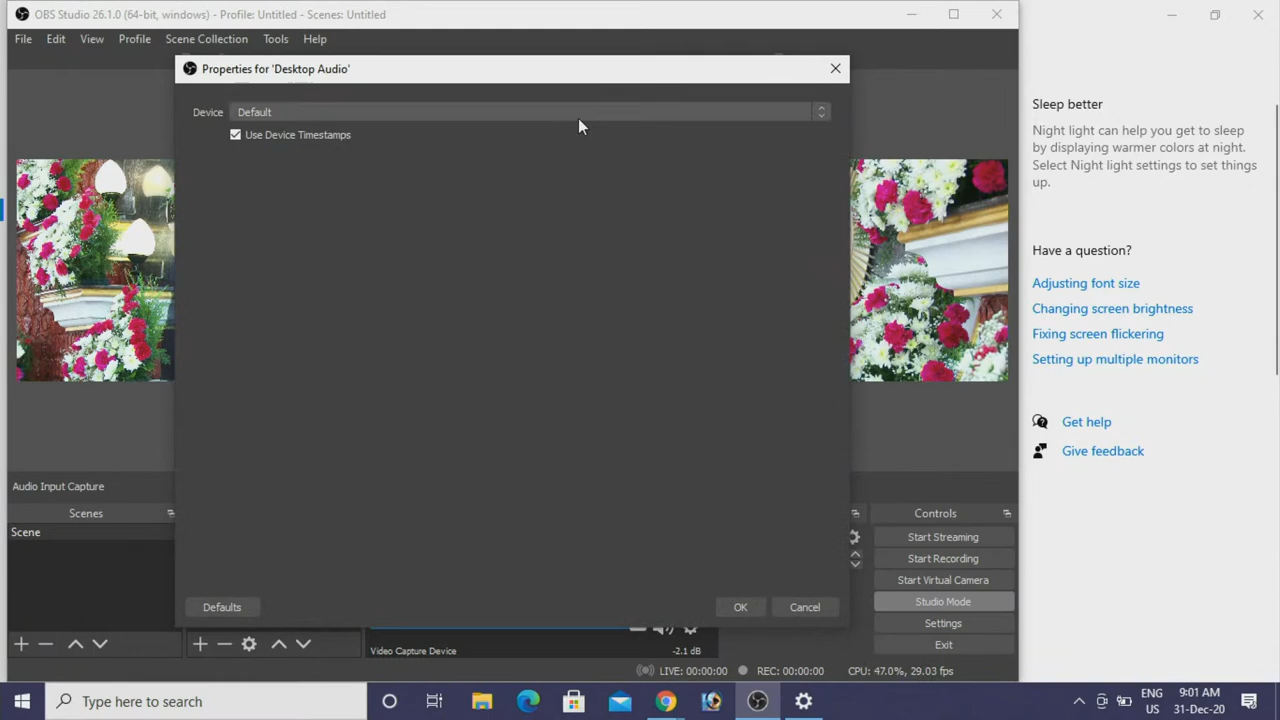 OBS Studio 26.1.0 (64-bit, windows) - Profile: Untitled - Scenes: Untitled
File Edit View Profile Scene Collection Tools Help
Properties for 'Desktop Audio'
Device Default
Use Device Timestamps
Defaults OK Cancel
Audio Input Capture
Scenes
Scene
Video Capture Device -2.1 dB
Controls
Start Streaming
Start Recording
Start Virtual Camera
Studio Mode
Settings
Exit
LIVE: 00:00:00 REC: 00:00:00 CPU: 47.0%, 29.03 fps
Sleep better
Night light can help you get to sleep
by displaying warmer colors at night.
Select Night light settings to set things
up.
Have a question?
Adjusting font size
Changing screen brightness
Fixing screen flickering
Setting up multiple monitors
Get help
Give feedback
Type here to search
ENG
US
9:01 AM
31-Dec-20